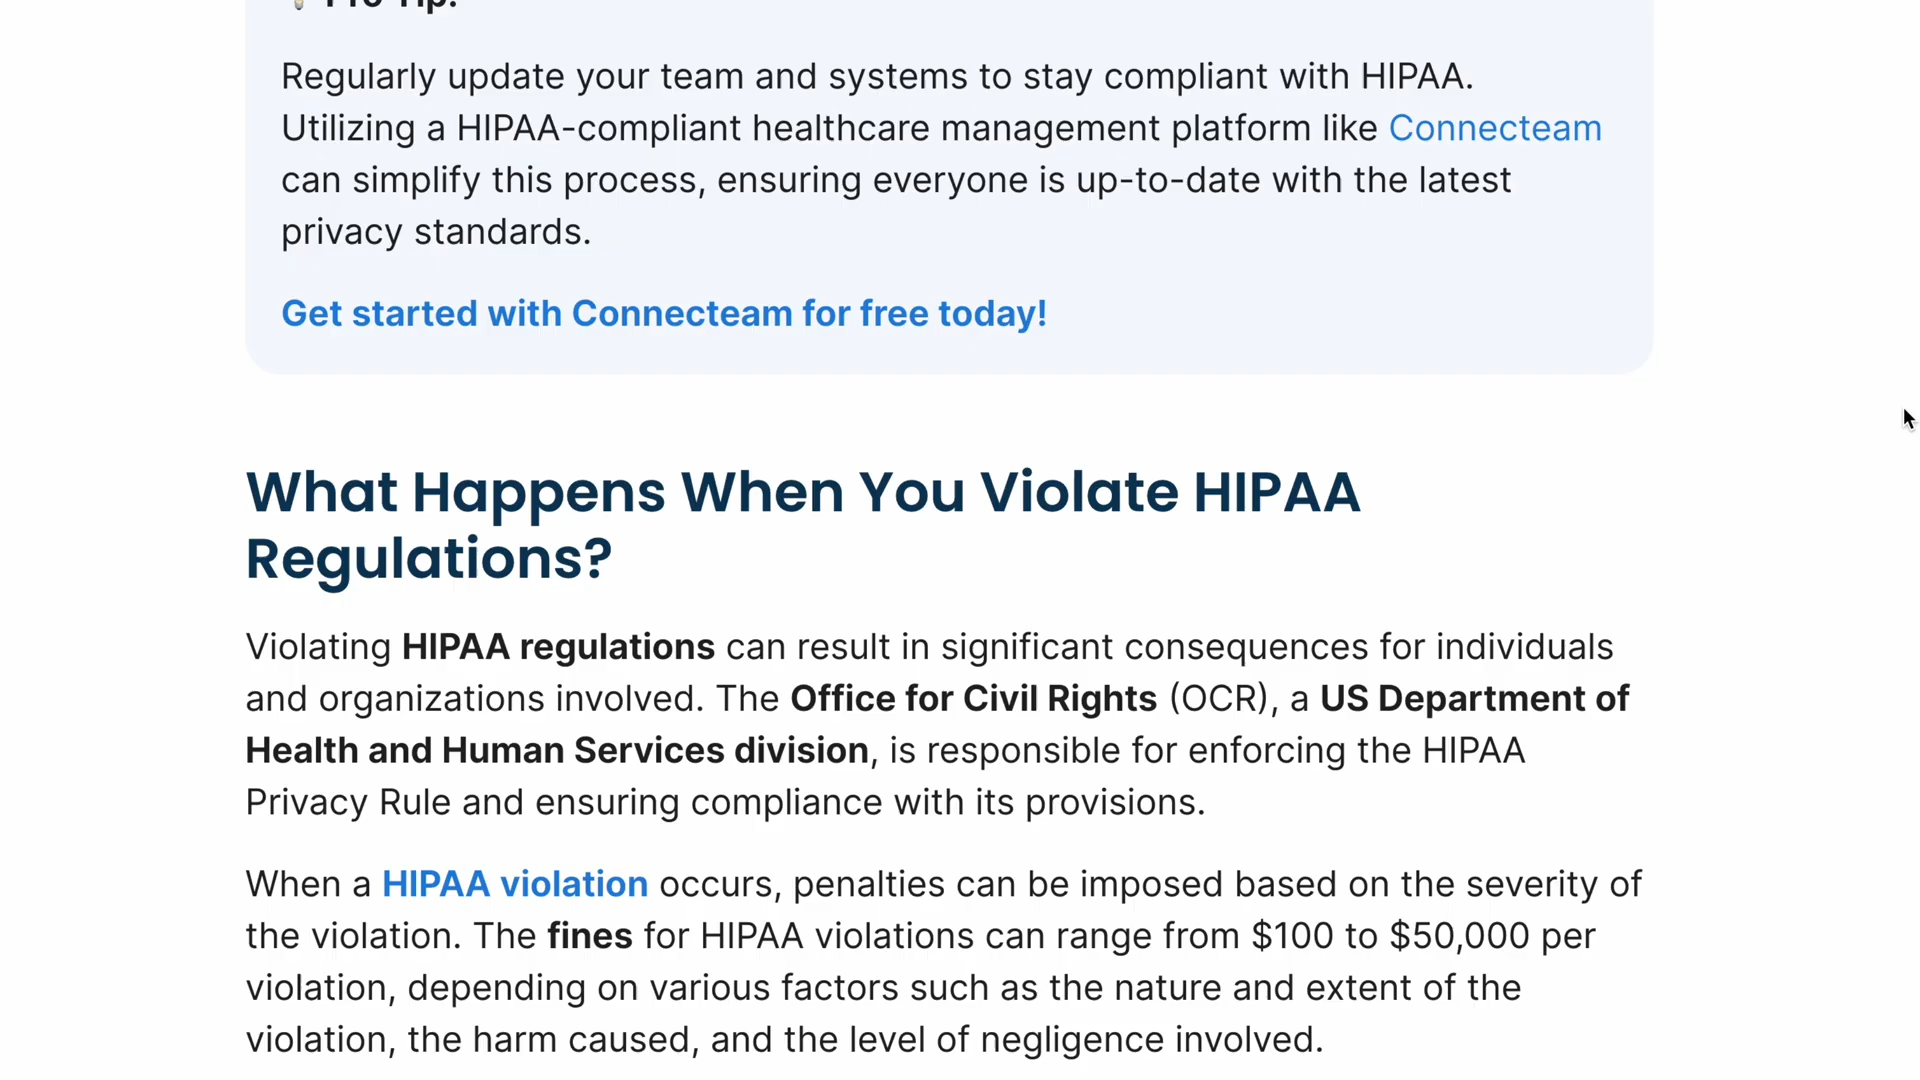 Pro Tip:
Regularly update your team and systems to stay compliant with HIPAA.
Utilizing a HIPAA-compliant healthcare management platform like Connecteam
can simplify this process, ensuring everyone is up-to-date with the latest
privacy standards.
Get started with Connecteam for free today!
What Happens When You Violate HIPAA
Regulations?
Violating HIPAA regulations can result in significant consequences for individuals
and organizations involved. The Office for Civil Rights (OCR), a US Department of
Health and Human Services division, is responsible for enforcing the HIPAA
Privacy Rule and ensuring compliance with its provisions.
When a HIPAA violation occurs, penalties can be imposed based on the severity of
the violation. The fines for HIPAA violations can range from $100 to $50,000 per
violation, depending on various factors such as the nature and extent of the
violation, the harm caused, and the level of negligence involved.